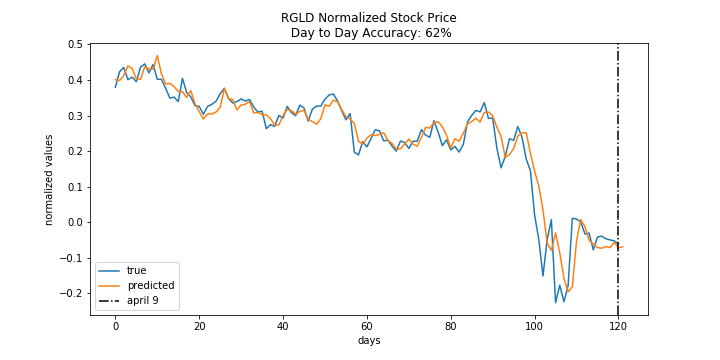 RGLD Normalized Stock Price
Day to Day Accuracy: 62%
normalized values
0.5
0.4
0.3
0.2
0.1
0.0
−0.1
−0.2
true
predicted
april 9
0
20
40
60
80
100
120
days